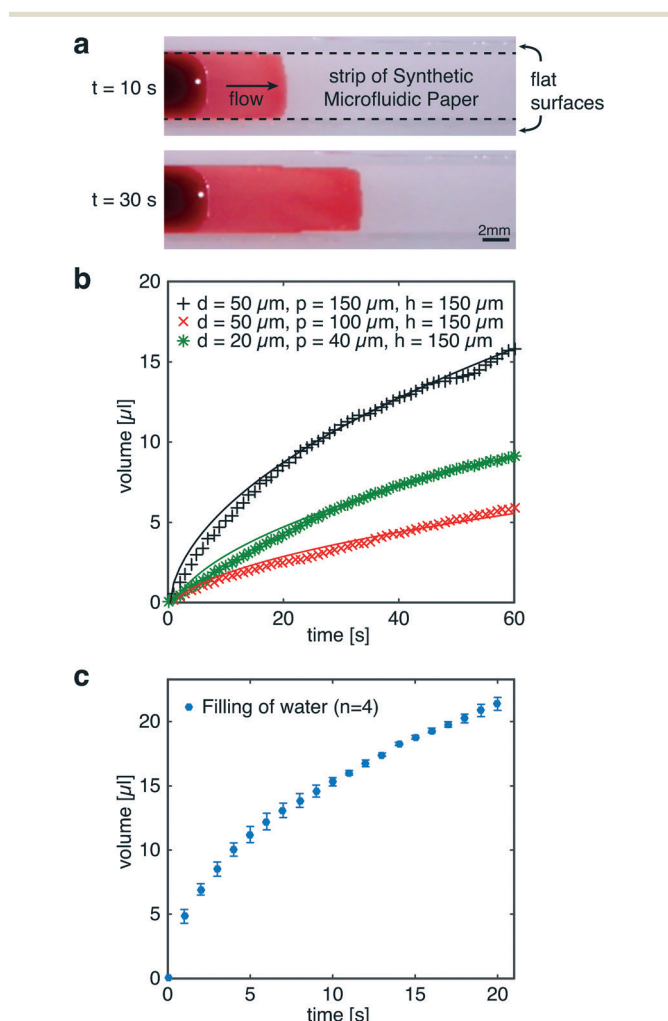 a
t = 10 s
flow
strip of Synthetic
Microfluidic Paper
flat
surfaces
t = 30 s
2mm
b
20
15
10
5
0
volume [µl]
d = 50 µm, p = 150 µm, h = 150 µm
d = 50 µm, p = 100 µm, h = 150 µm
d = 20 µm, p = 40 µm, h = 150 µm
0 20 40 60
time [s]
c
20
15
10
5
0
volume [µl]
Filling of water (n=4)
0 5 10 15 20
time [s]